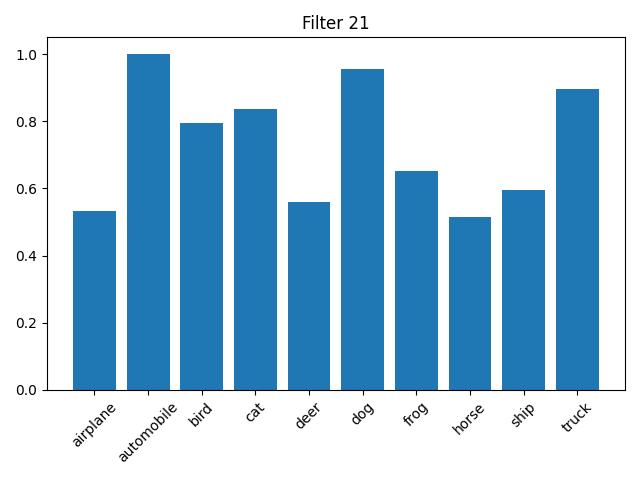 Filter 21
1.0
0.8
0.6
0.4
0.2
0.0
airplane
automobile
bird
cat
deer
dog
frog
horse
ship
truck